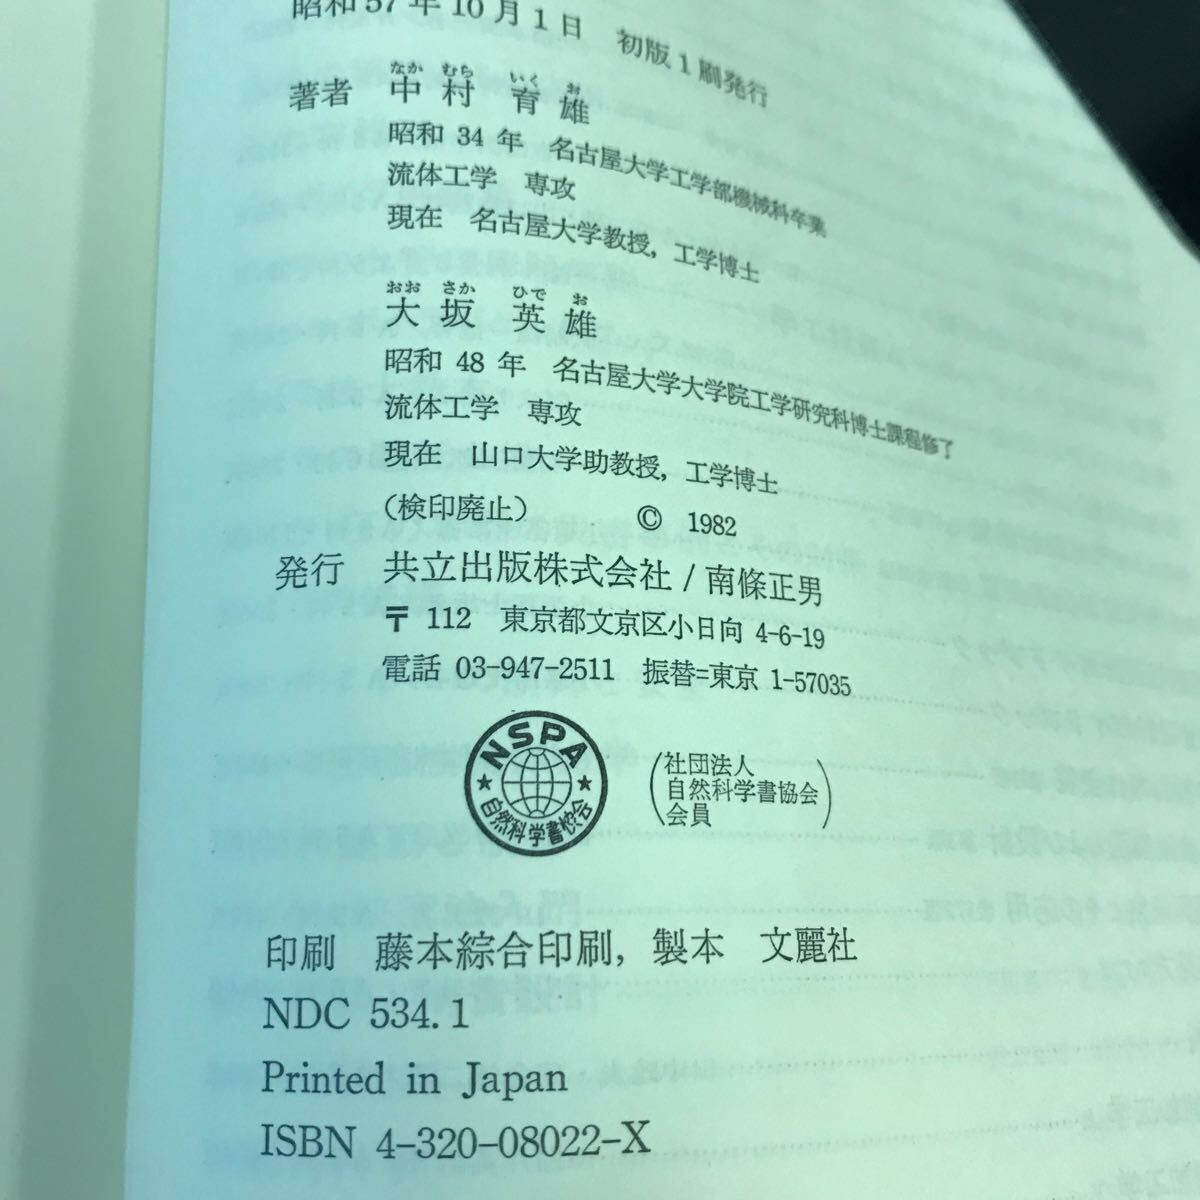 昭和57年10月1日 初版1刷発行
なか むら いく お
著者 中村 育雄
昭和 34 年 名古屋大学工学部機械科卒業
流体工学 専攻
現在 名古屋大学教授, 工学博士
おお さか ひで お
大坂 英雄
昭和 48 年 名古屋大学大学院工学研究科博士課程修了
流体工学 専攻
現在 山口大学助教授, 工学博士
(検印廃止) © 1982
発行 共立出版株式会社 / 南條正男
〒 112 東京都文京区小日向 4-6-19
電話 03-947-2511 振替=東京 1-57035
NSPA
自然科学書協会
(社団法人
自然科学書協会
会員)
印刷 藤本綜合印刷, 製本 文麗社
NDC 534.1
Printed in Japan
ISBN 4-320-08022-X